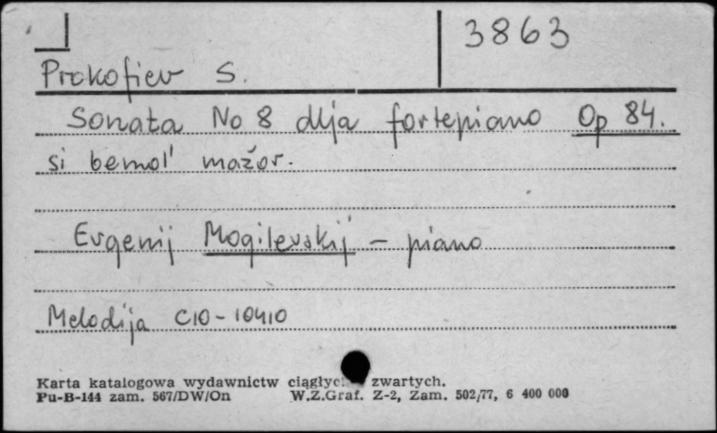 3863
Prokofiev S.
Sonata No 8 dlja fortepiano Op 84.
si bemol' mažor.
Evgenij Mogilevskij – piano
Melodija C10-10410
Karta katalogowa wydawnictw zwartych.
Pu-B-144 zam. 567/DW/On W.Z.Graf. Z-2, Zam. 502/77, 6 400 000